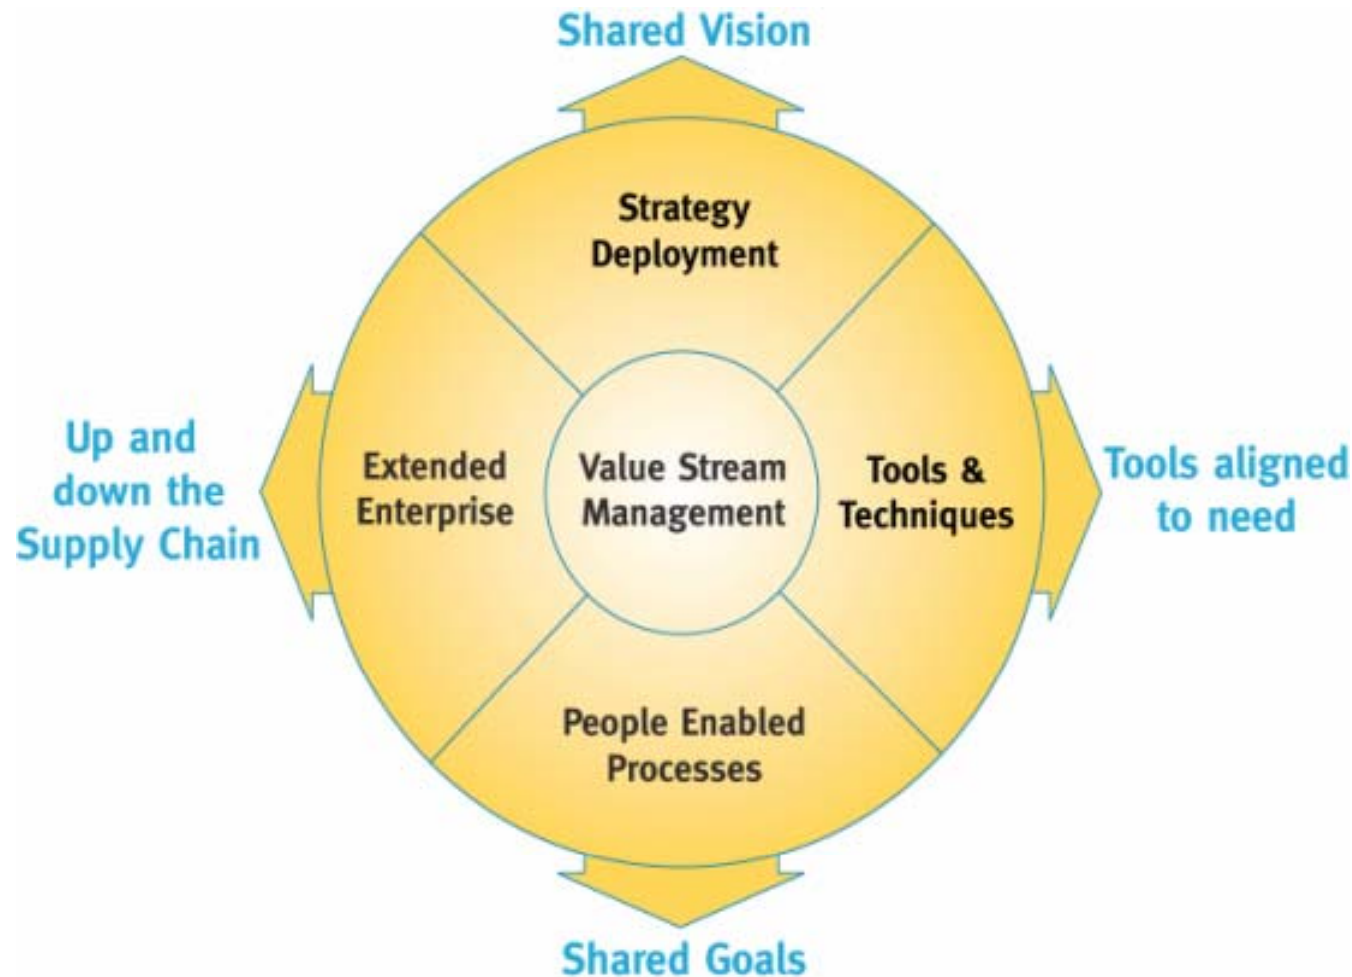 Shared Vision
Strategy
Deployment
Up and
down the
Supply Chain
Extended
Enterprise
Value Stream
Management
Tools &
Techniques
Tools aligned
to need
People Enabled
Processes
Shared Goals